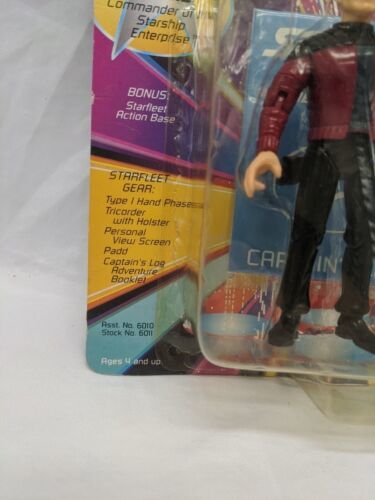 Commander of the
Starship
Enterprise™
BONUS:
Starfleet
Action Base
STARFLEET
GEAR:
Type I Hand Phaser
Tricorder
with Holster
Personal
View Screen
Padd
Captain's Log
Adventure
Booklet
CAPTAIN
Asst. No. 6010
Stock No. 6011
Ages 4 and up.